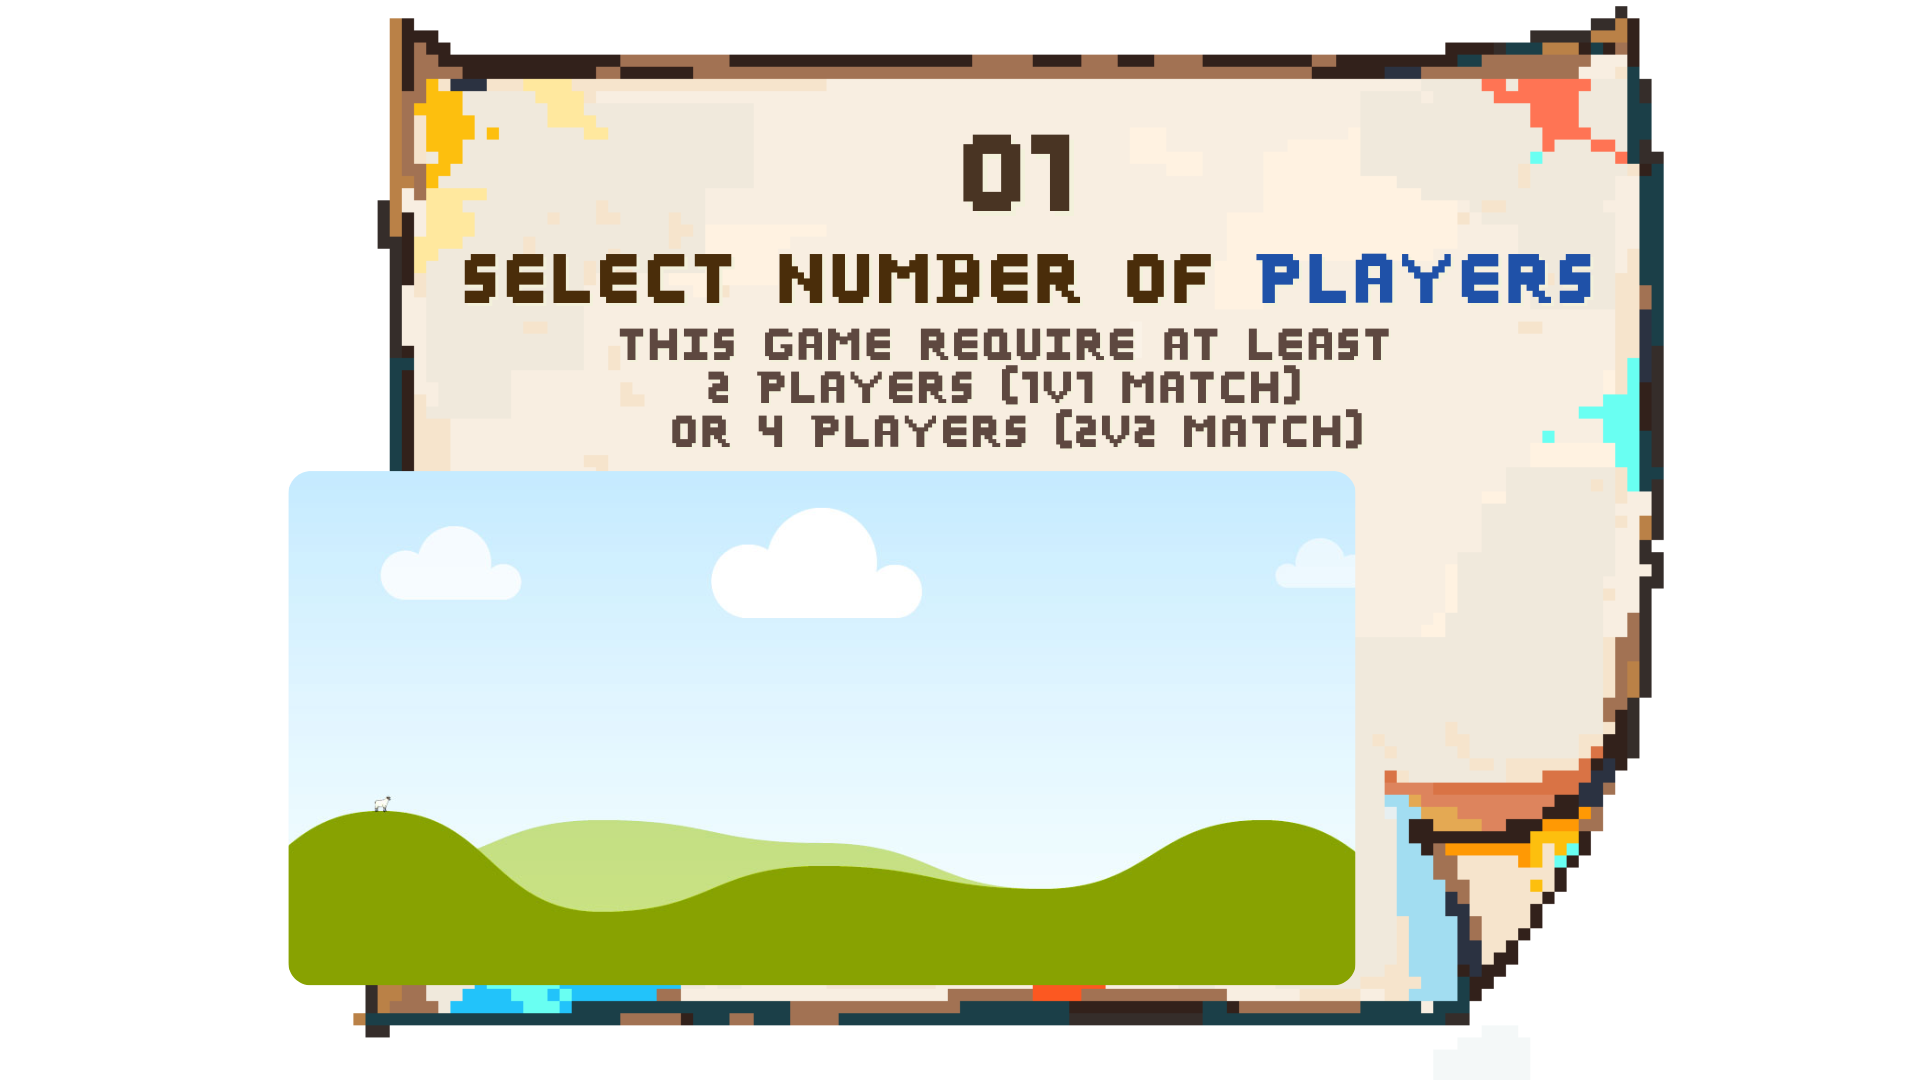 01
SELECT NUMBER OF PLAYERS
THIS GAME REQUIRE AT LEAST
2 PLAYERS (1V1 MATCH)
OR 4 PLAYERS (2V2 MATCH)